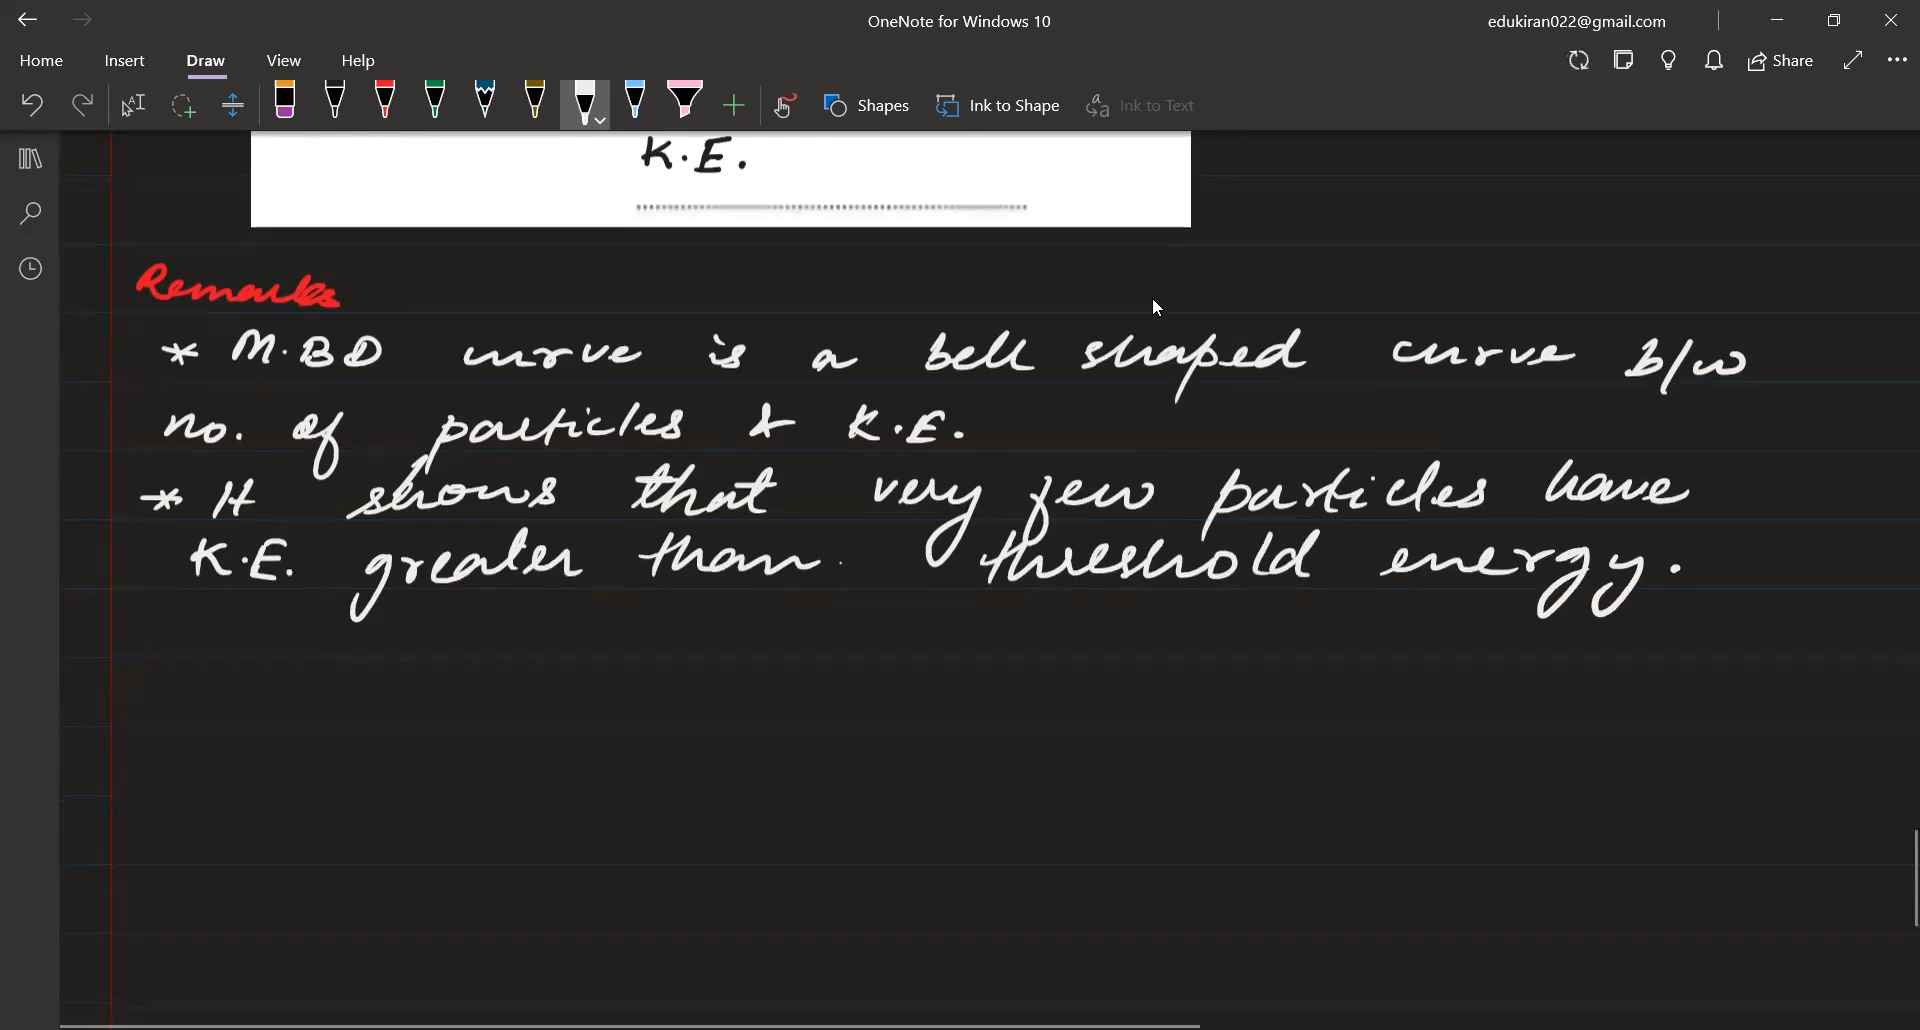 OneNote for Windows 10
edukiran022@gmail.com
Home Insert Draw View Help
Share
Shapes Ink to Shape Ink to Text
K.E.
Remarks
* M.BD curve is a bell shaped curve b/w
no. of particles & K.E.
* It shows that very few particles have
K.E. greater than threshold energy.